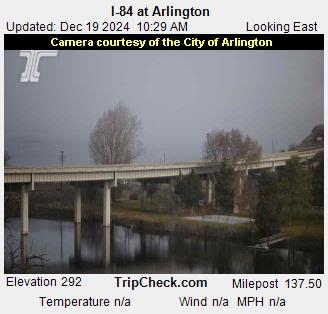 I-84 at Arlington
Updated: Dec 19 2024 10:29 AM Looking East
Camera courtesy of the City of Arlington
Elevation 292 TripCheck.com Milepost 137.50
Temperature n/a Wind n/a MPH n/a